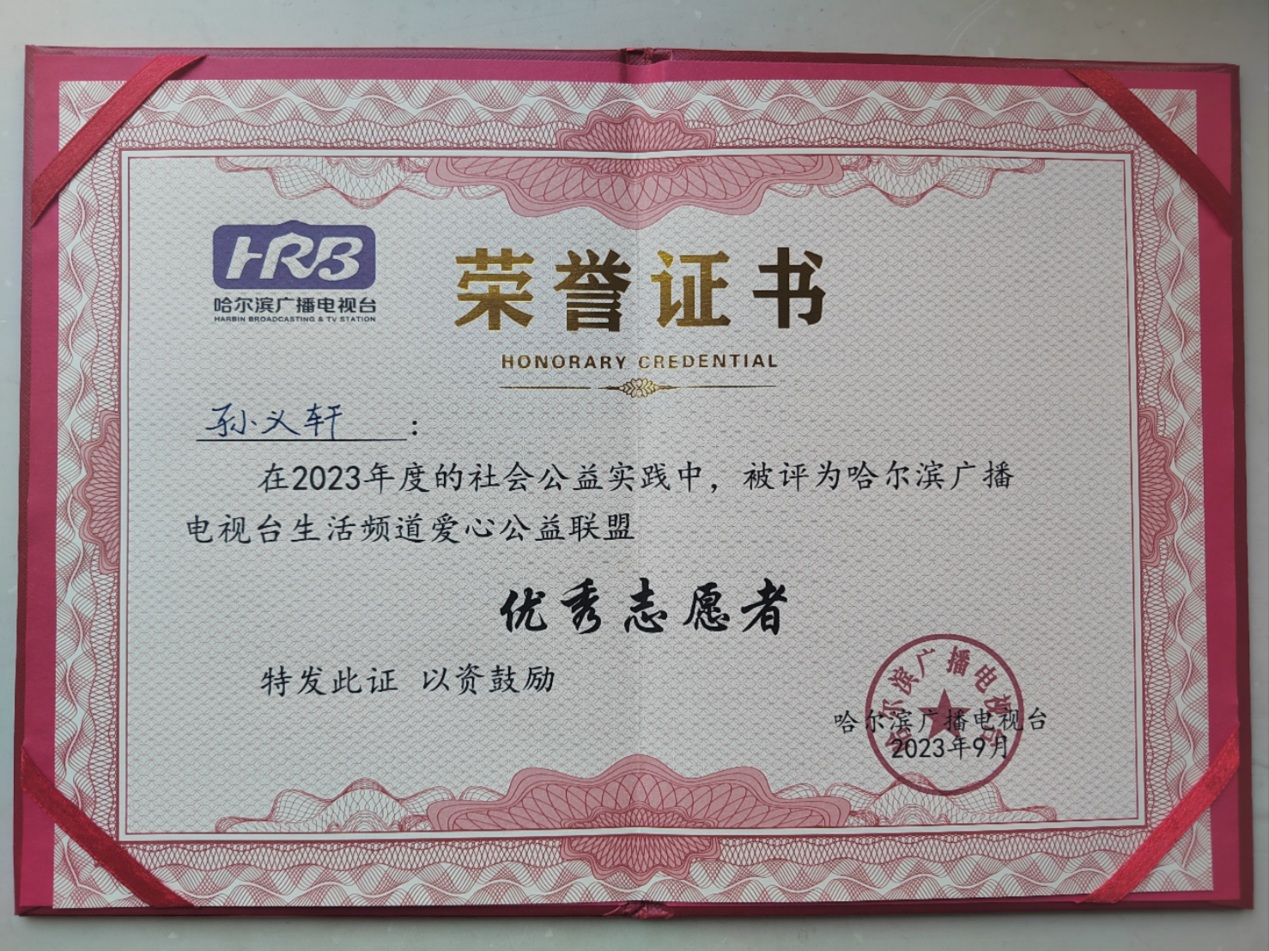 HRB
哈尔滨广播电视台
HARBIN BROADCASTING & TV STATION
荣誉证书
HONORARY CREDENTIAL
孙义轩：
在2023年度的社会公益实践中，被评为哈尔滨广播
电视台生活频道爱心公益联盟
优秀志愿者
特发此证 以资鼓励
哈尔滨广播电视台
哈尔滨广播电视台
2023年9月